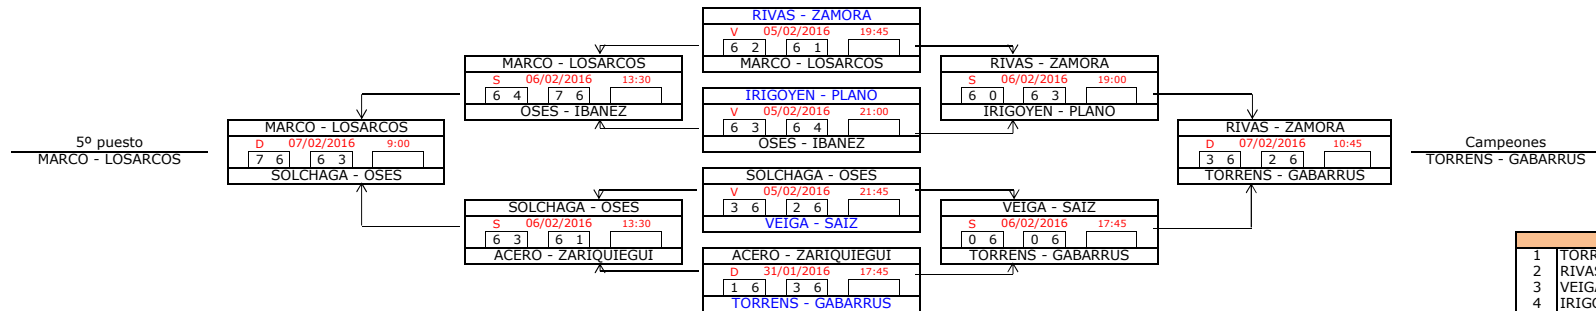 RIVAS - ZAMORA
V 05/02/2016 19:45
6 2 6 1
MARCO - LOSARCOS
MARCO - LOSARCOS
S 06/02/2016 13:30
6 4 7 6
OSES - IBAÑEZ
RIVAS - ZAMORA
S 06/02/2016 19:00
6 0 6 3
IRIGOYEN - PLANO
IRIGOYEN - PLANO
V 05/02/2016 21:00
6 3 6 4
OSES - IBAÑEZ
5º puesto
MARCO - LOSARCOS
MARCO - LOSARCOS
D 07/02/2016 9:00
7 6 6 3
SOLCHAGA - OSES
RIVAS - ZAMORA
D 07/02/2016 10:45
3 6 2 6
TORRENS - GABARRUS
Campeones
TORRENS - GABARRUS
SOLCHAGA - OSES
V 05/02/2016 21:45
3 6 2 6
VEIGA - SAIZ
SOLCHAGA - OSES
S 06/02/2016 13:30
6 3 6 1
ACERO - ZARIQUIEGUI
VEIGA - SAIZ
S 06/02/2016 17:45
0 6 0 6
TORRENS - GABARRUS
ACERO - ZARIQUIEGUI
D 31/01/2016 17:45
1 6 3 6
TORRENS - GABARRUS
1
2
3
4